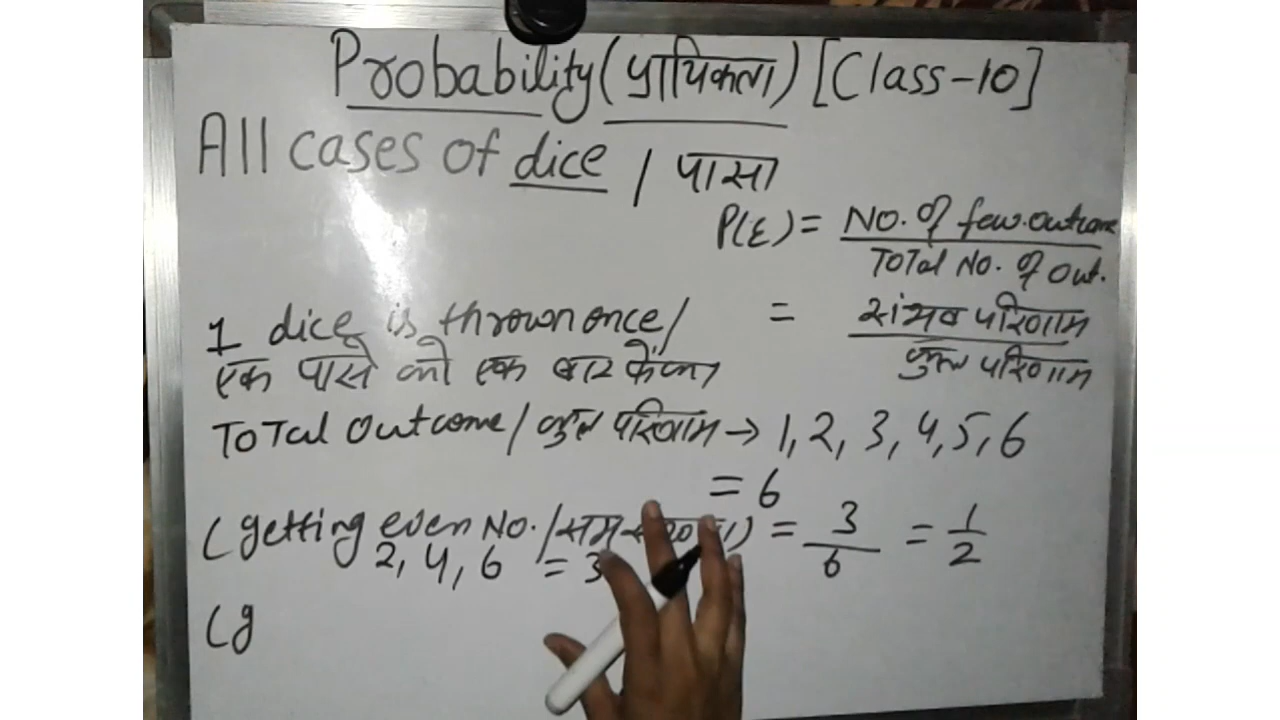 Probability (प्रायिकता) [Class-10]
All cases of dice / पासा
P(E) = No. of fav. outcome
Total No. of out.
= संभव परिणाम
कुल परिणाम
1 dice is thrown once /
एक पासे को एक बार फेंकना
Total outcome / कुल परिणाम → 1, 2, 3, 4, 5, 6
= 6
(getting even No. / सम) = 3/6 = 1/2
2, 4, 6 = 3
(g